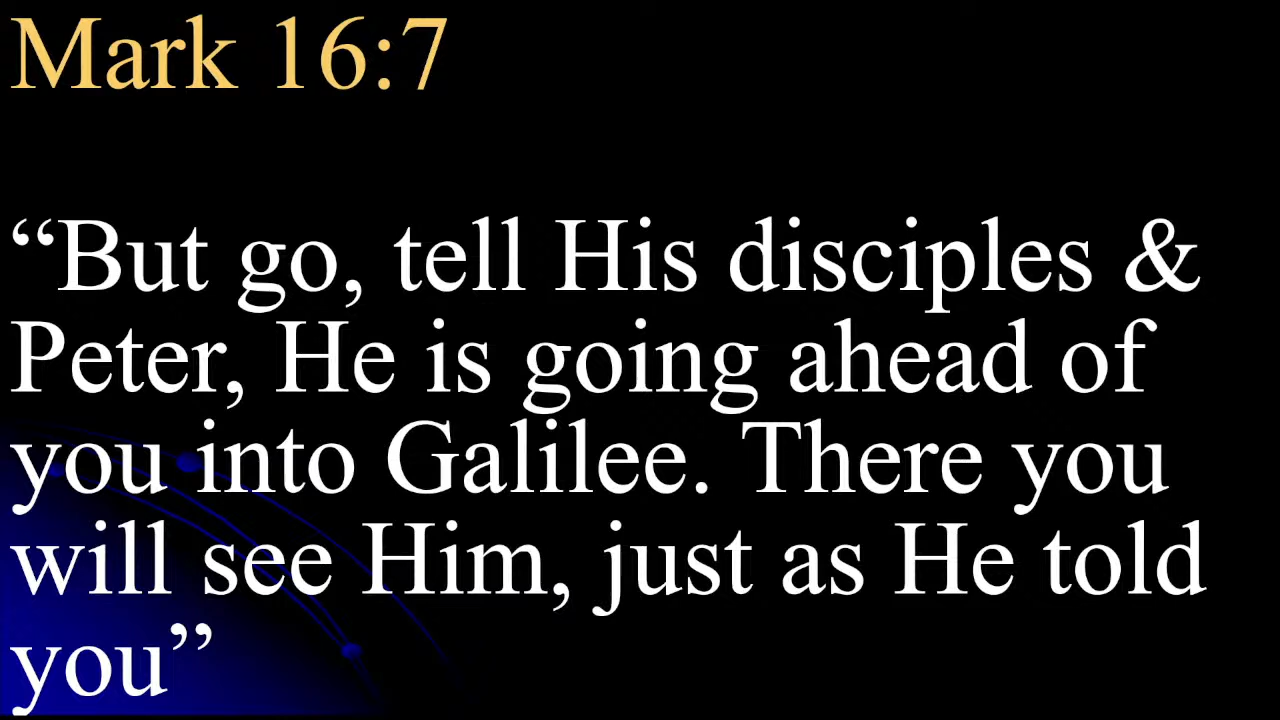 Mark 16:7
“But go, tell His disciples &
Peter, He is going ahead of
you into Galilee. There you
will see Him, just as He told
you”